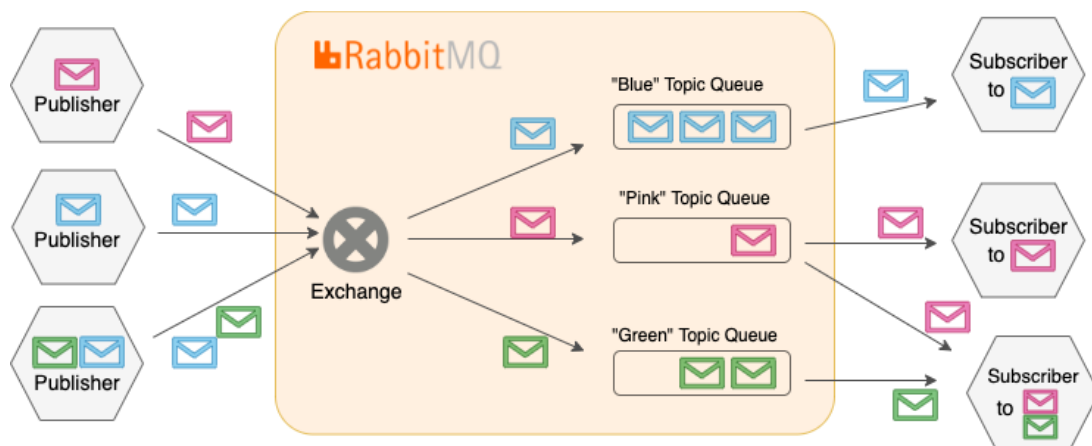 Publisher
Publisher
Publisher
RabbitMQ
Exchange
"Blue" Topic Queue
"Pink" Topic Queue
"Green" Topic Queue
Subscriber
to
Subscriber
to
Subscriber
to